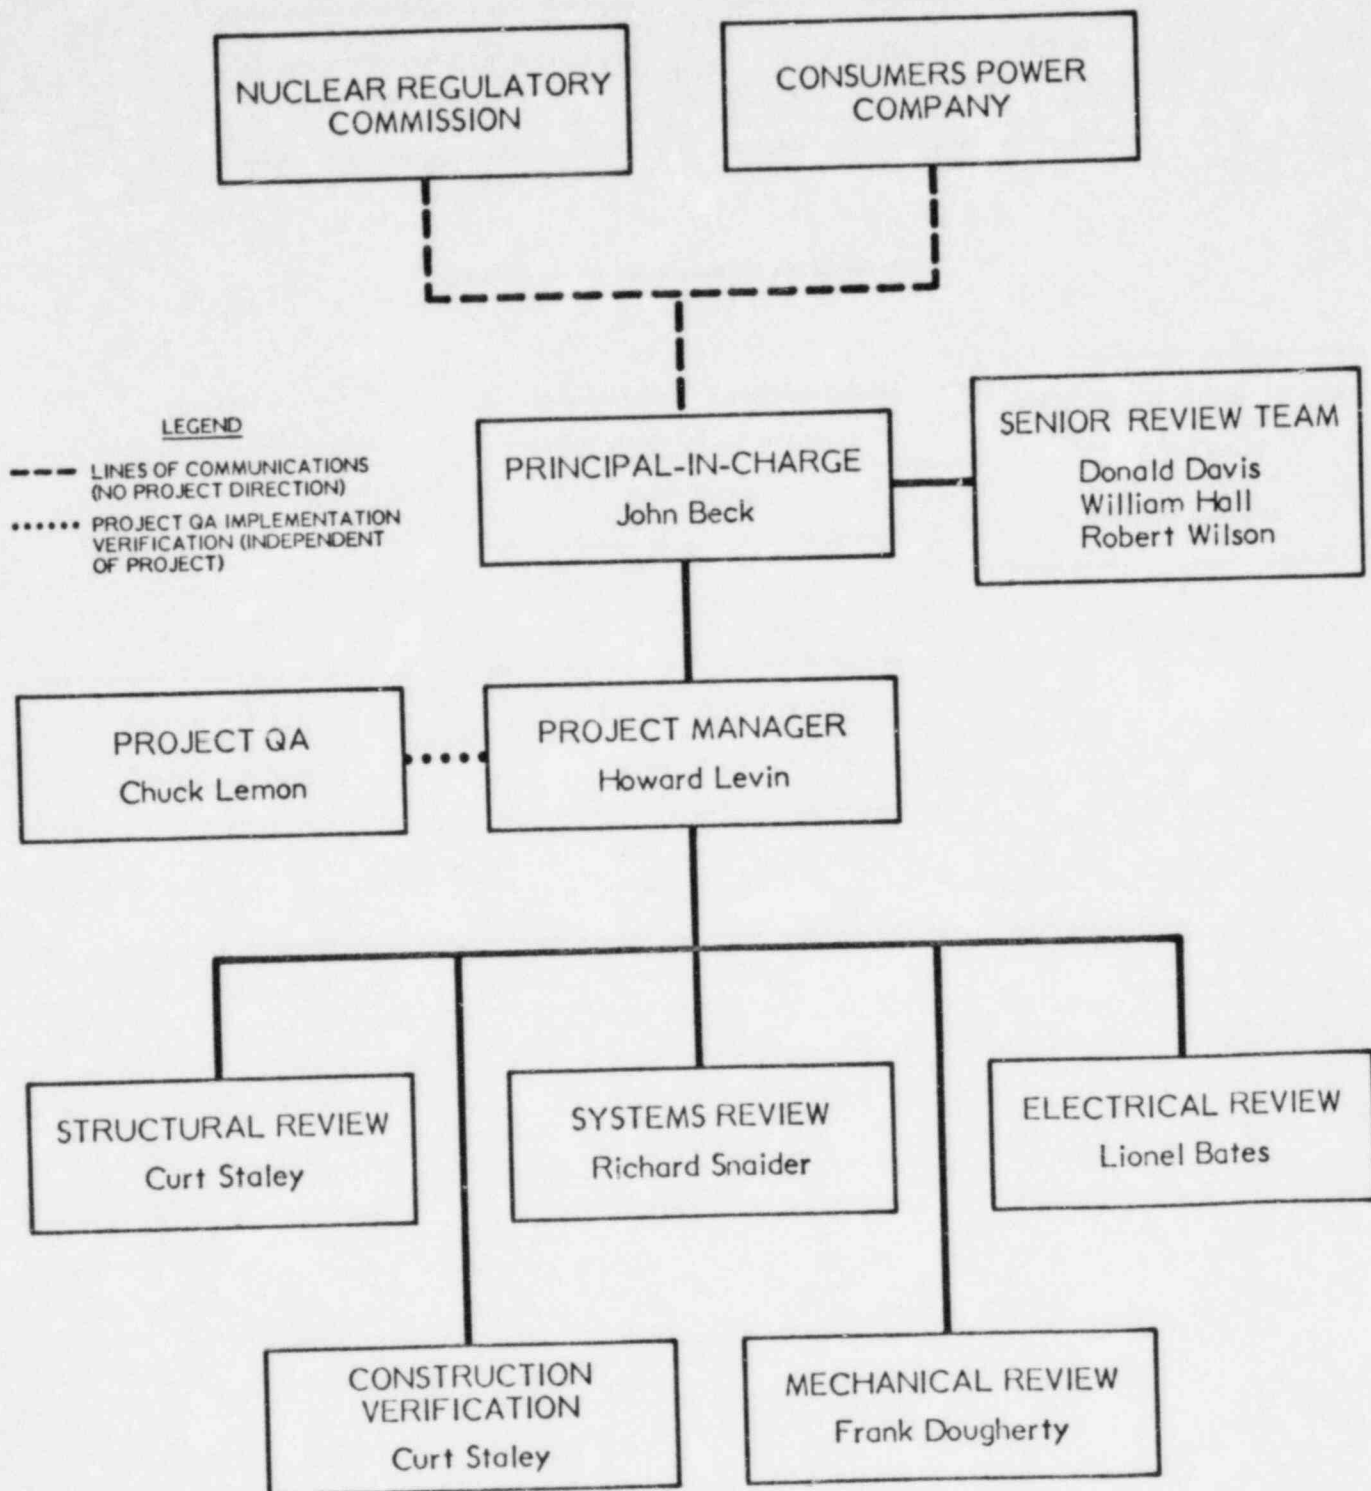 NUCLEAR REGULATORY
COMMISSION
CONSUMERS POWER
COMPANY
LEGEND
LINES OF COMMUNICATIONS
(NO PROJECT DIRECTION)
PROJECT QA IMPLEMENTATION
VERIFICATION (INDEPENDENT
OF PROJECT)
PRINCIPAL-IN-CHARGE
John Beck
SENIOR REVIEW TEAM
Donald Davis
William Hall
Robert Wilson
PROJECT QA
Chuck Lemon
PROJECT MANAGER
Howard Levin
STRUCTURAL REVIEW
Curt Staley
SYSTEMS REVIEW
Richard Snaider
ELECTRICAL REVIEW
Lionel Bates
CONSTRUCTION
VERIFICATION
Curt Staley
MECHANICAL REVIEW
Frank Dougherty